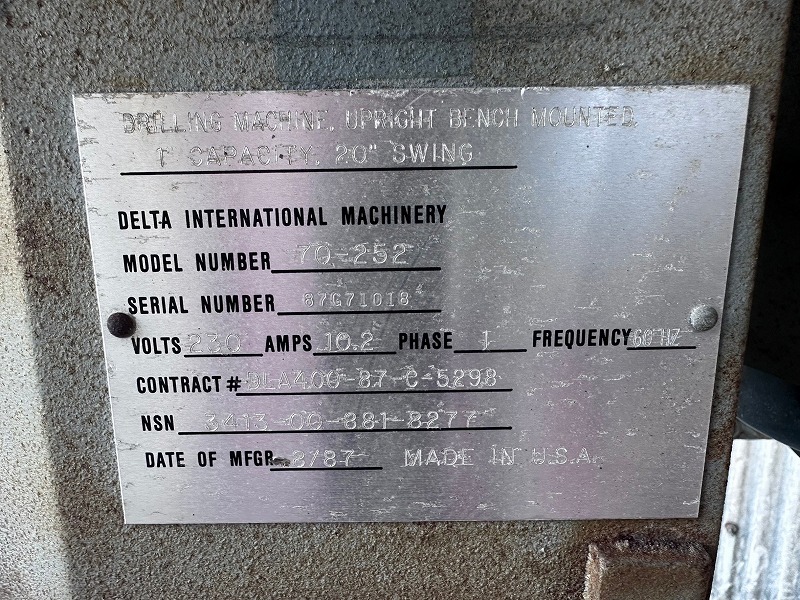 DRILLING MACHINE, UPRIGHT BENCH MOUNTED,
1" CAPACITY, 20" SWING
DELTA INTERNATIONAL MACHINERY
MODEL NUMBER 70-252
SERIAL NUMBER 87G71018
VOLTS 230 AMPS 10.2 PHASE 1 FREQUENCY 60 HZ
CONTRACT # DLA400-87-C-5298
NSN 3413-00-881-8277
DATE OF MFGR 8/87 MADE IN U.S.A.